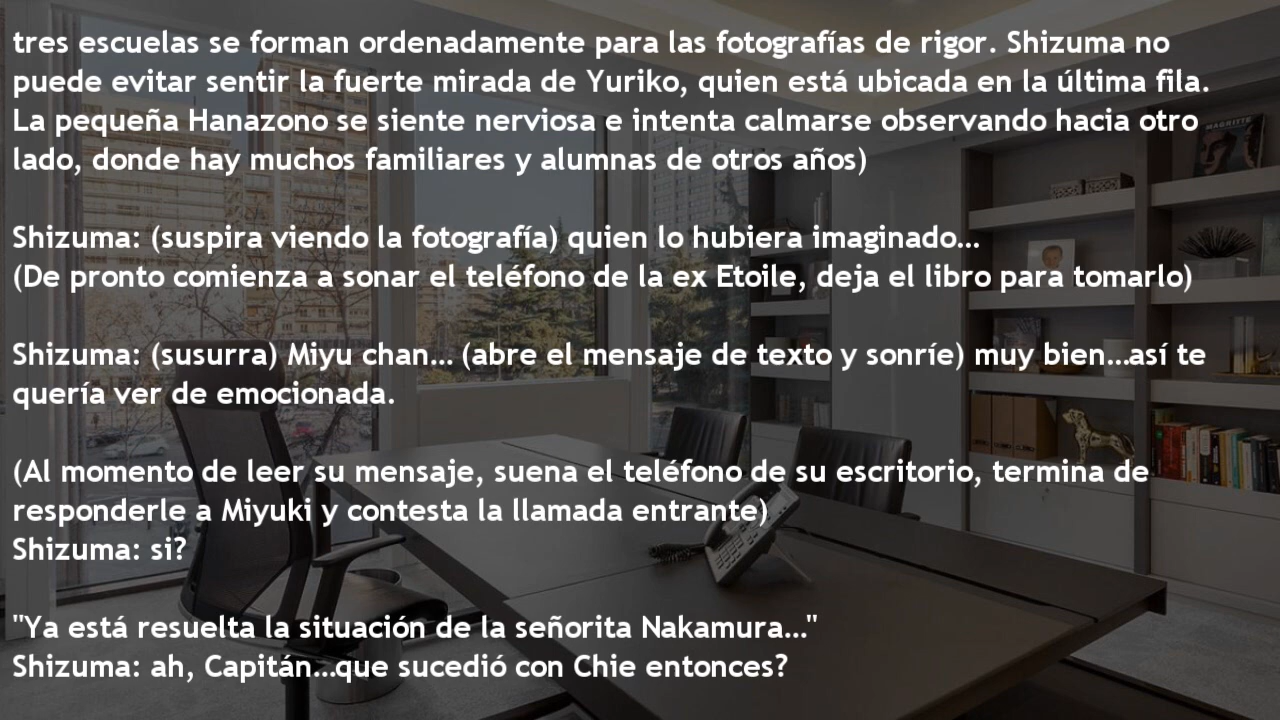 tres escuelas se forman ordenadamente para las fotografías de rigor. Shizuma no
puede evitar sentir la fuerte mirada de Yuriko, quien está ubicada en la última fila.
La pequeña Hanazono se siente nerviosa e intenta calmarse observando hacia otro
lado, donde hay muchos familiares y alumnas de otros años)
MAGRITTE
Shizuma: (suspira viendo la fotografía) quien lo hubiera imaginado...
(De pronto comienza a sonar el teléfono de la ex Etoile, deja el libro para tomarlo)
Shizuma: (susurra) Miyu chan... (abre el mensaje de texto y sonríe) muy bien...así te
quería ver de emocionada.
(Al momento de leer su mensaje, suena el teléfono de su escritorio, termina de
responderle a Miyuki y contesta la llamada entrante)
Shizuma: si?
"Ya está resuelta la situación de la señorita Nakamura..."
Shizuma: ah, Capitán...que sucedió con Chie entonces?